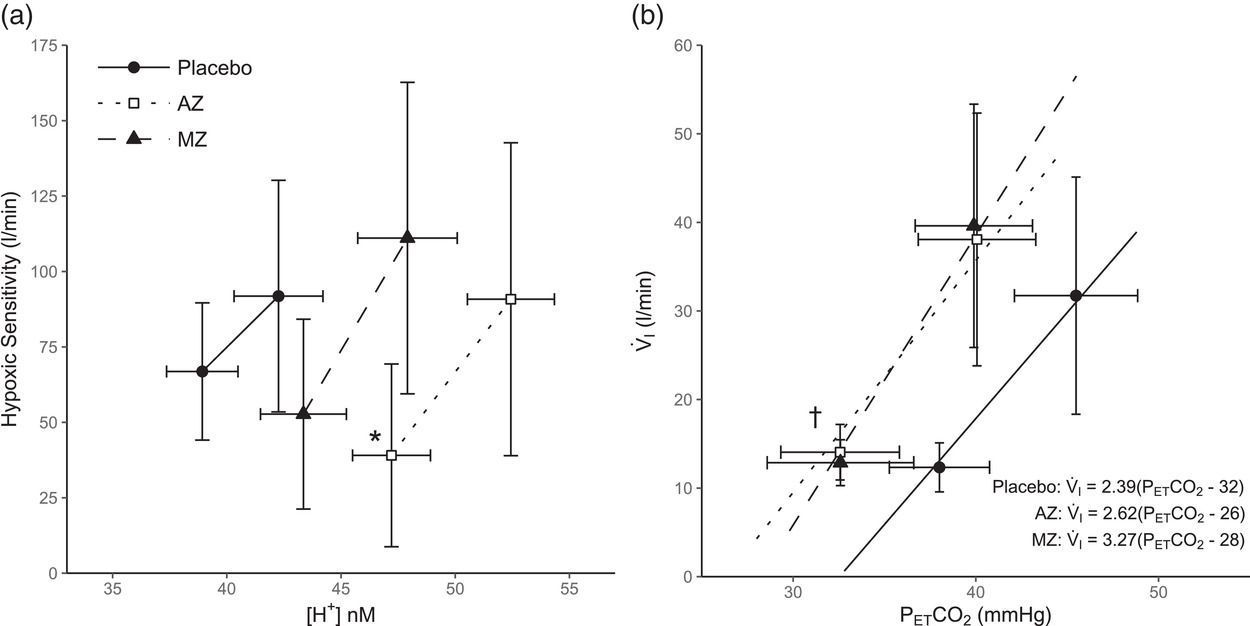 (a)
175
150
125
100
75
50
25
0
Hypoxic Sensitivity (l/min)
Placebo
AZ
MZ
*
35 40 45 50 55
[H⁺] nM
(b)
60
50
40
30
20
10
0
V̇I (l/min)
†
Placebo: V̇I = 2.39(PETCO2 - 32)
AZ: V̇I = 2.62(PETCO2 - 26)
MZ: V̇I = 3.27(PETCO2 - 28)
30 40 50
PETCO2 (mmHg)